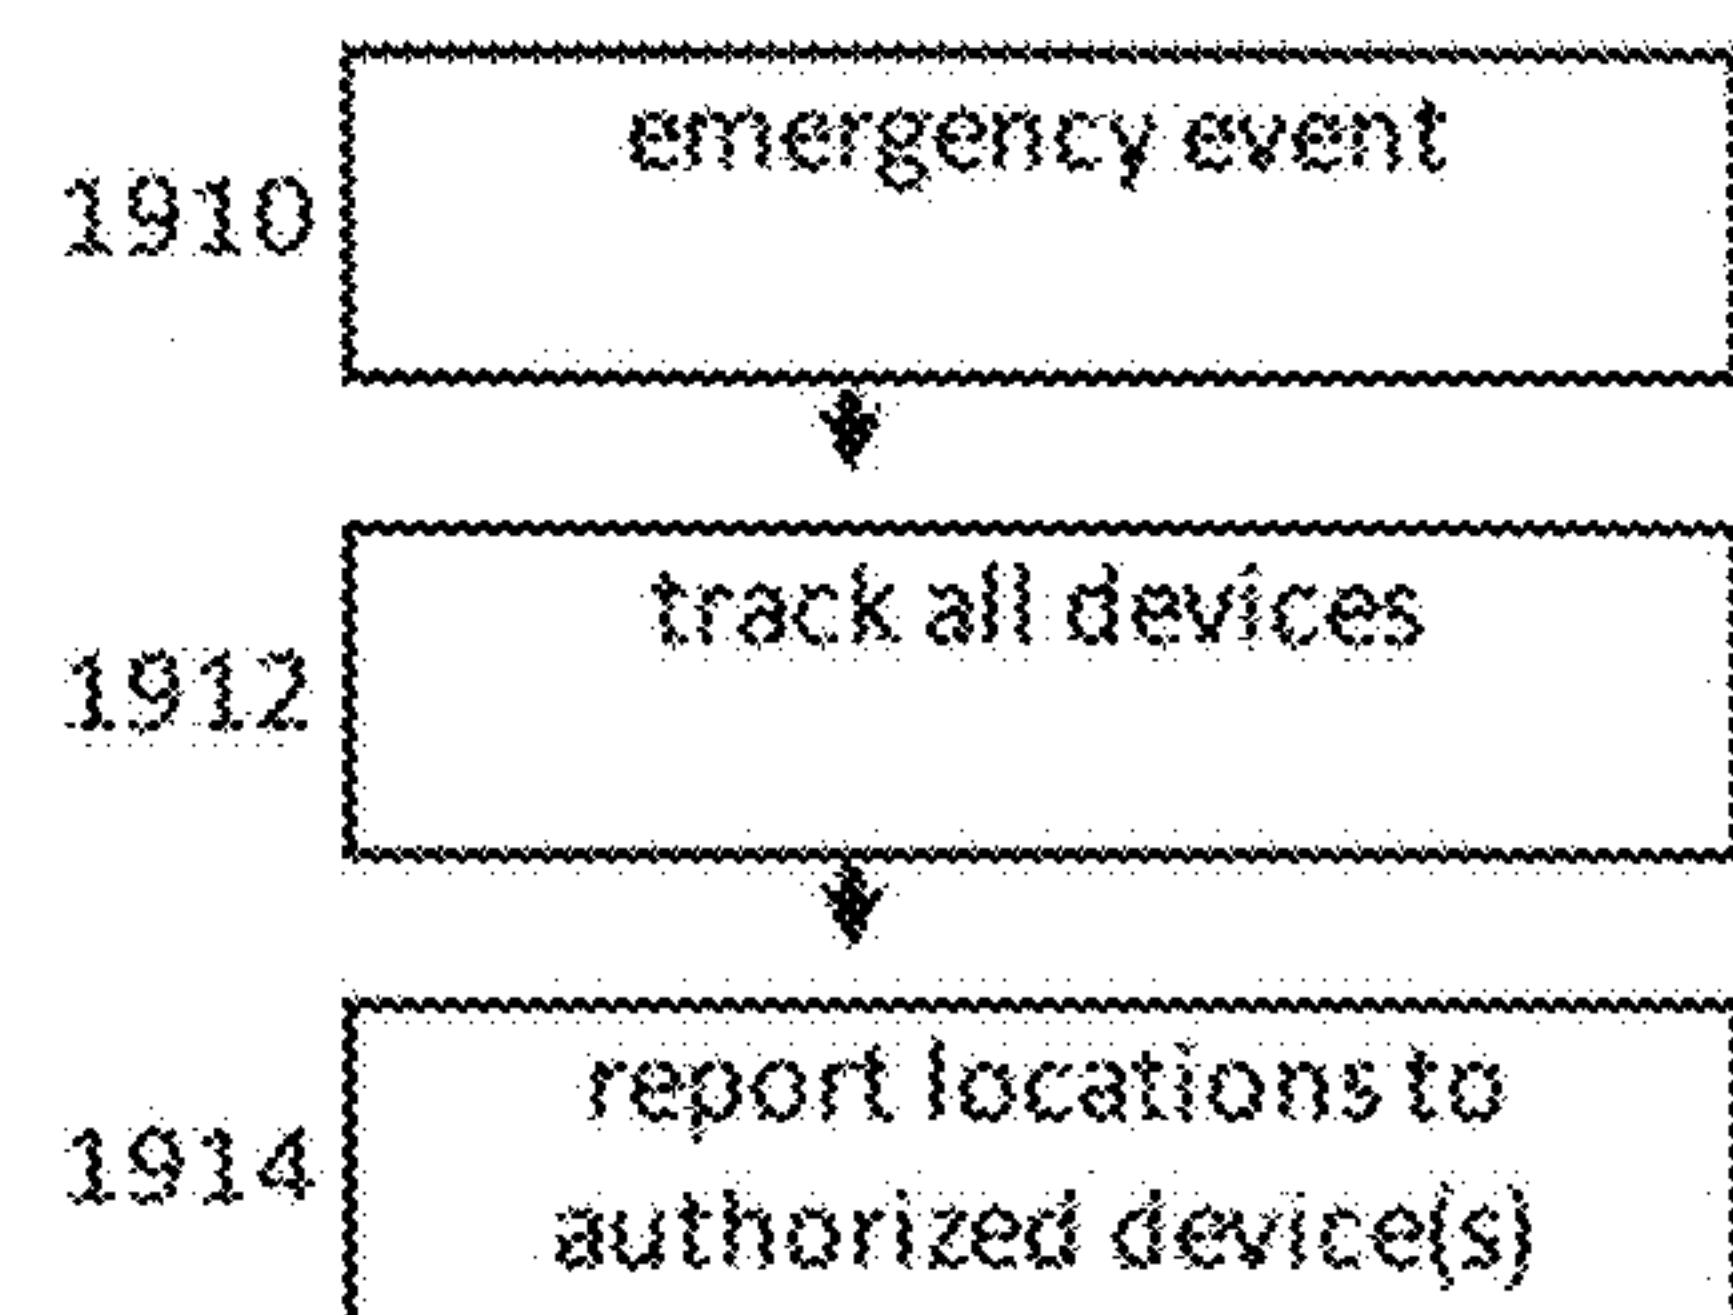 emergency event
1910
track all devices
1912
report locations to
1914
authorized device(s)